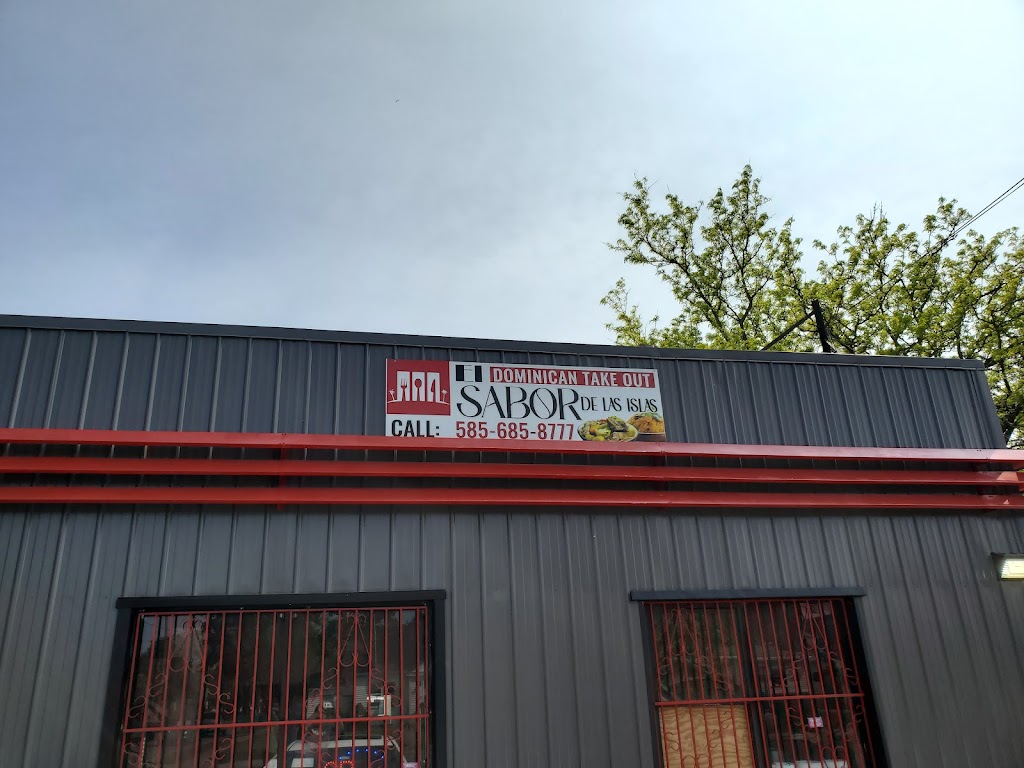 El DOMINICAN TAKE OUT
SABOR DE LAS ISLAS
CALL: 585-685-8777